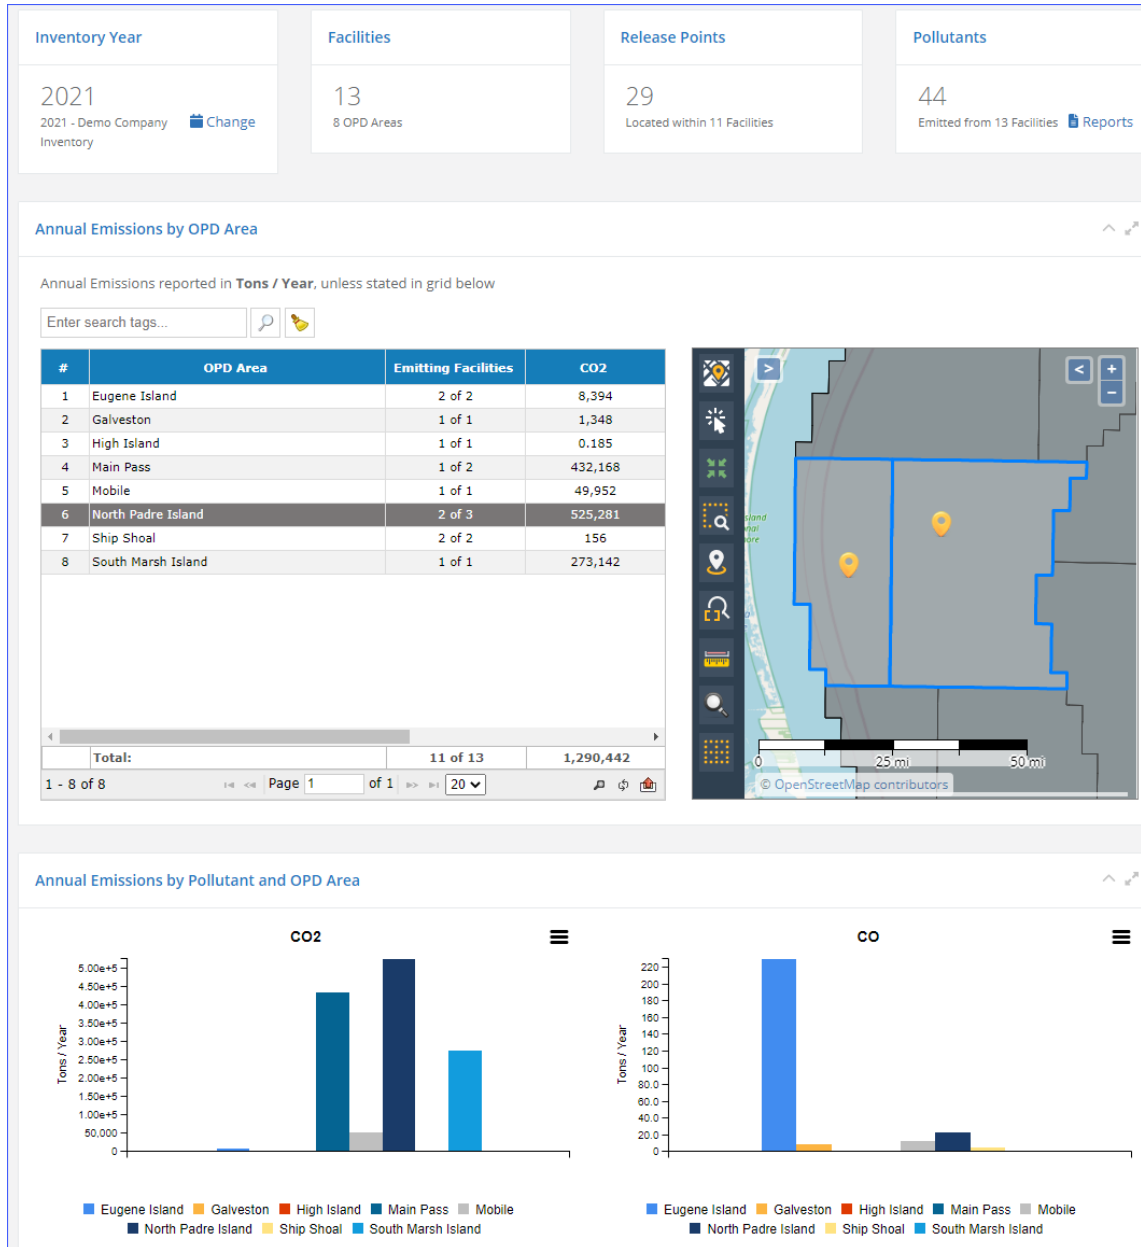 Inventory Year
Facilities
Release Points
Pollutants
2021
2021 - Demo Company
Inventory
Change
13
8 OPD Areas
29
Located within 11 Facilities
44
Emitted from 13 Facilities
Reports
Annual Emissions by OPD Area
Annual Emissions reported in Tons / Year, unless stated in grid below
Enter search tags...
# OPD Area Emitting Facilities CO2
1 Eugene Island 2 of 2 8,394
2 Galveston 1 of 1 1,348
3 High Island 1 of 1 0.185
4 Main Pass 1 of 2 432,168
5 Mobile 1 of 1 49,952
6 North Padre Island 2 of 3 525,281
7 Ship Shoal 2 of 2 156
8 South Marsh Island 1 of 1 273,142
Total: 11 of 13 1,290,442
1 - 8 of 8 Page 1 of 1 20
>
<
+
−
0 25 mi 50 mi
© OpenStreetMap contributors
Annual Emissions by Pollutant and OPD Area
CO2
Tons / Year
5.00e+5
4.50e+5
4.00e+5
3.50e+5
3.00e+5
2.50e+5
2.00e+5
1.50e+5
1.00e+5
50,000
0
Eugene Island Galveston High Island Main Pass Mobile
North Padre Island Ship Shoal South Marsh Island
CO
Tons / Year
220
200
180
160
140
120
100
80.0
60.0
40.0
20.0
0
Eugene Island Galveston High Island Main Pass Mobile
North Padre Island Ship Shoal South Marsh Island